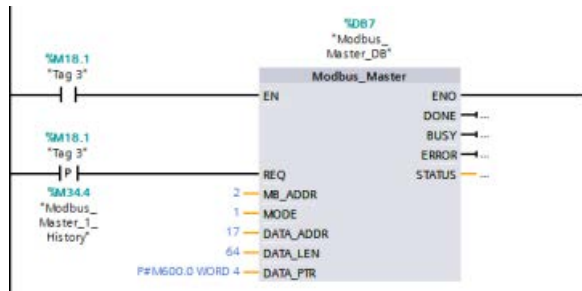 %DB7
"Modbus_
Master_DB"
%M18.1
"Tag 3"
Modbus_Master
EN
ENO
DONE
...
BUSY
...
ERROR
...
STATUS
...
%M18.1
"Tag 3"
P
%M34.4
"Modbus_
Master_1_
History"
REQ
2
MB_ADDR
1
MODE
17
DATA_ADDR
64
DATA_LEN
P#M600.0 WORD 4
DATA_PTR